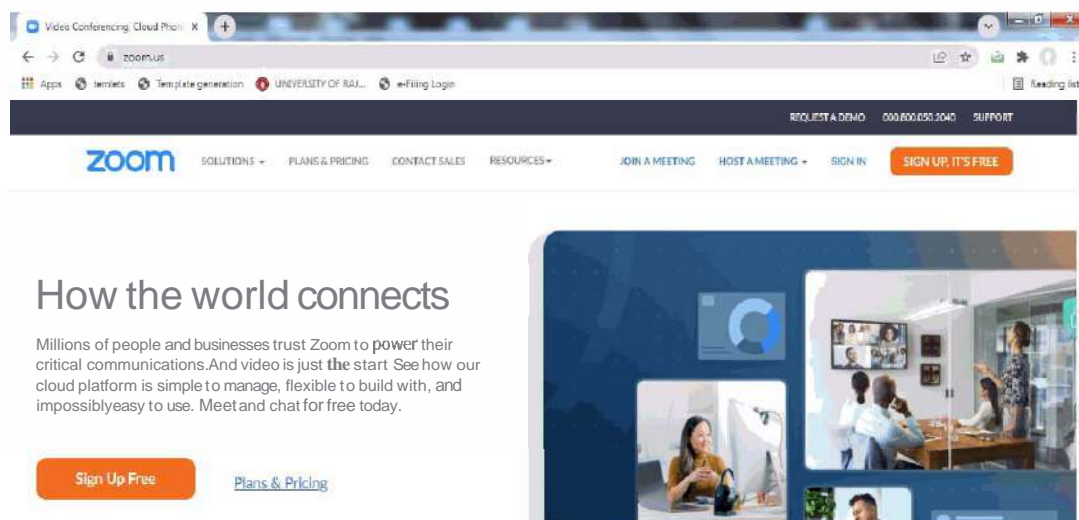 Video Conferencing, Cloud Phon
zoom.us
Apps Template generation UNIVERSITY OF RAJ... e-Filing Login Reading list
REQUEST A DEMO SUPPORT
zoom SOLUTIONS PLANS & PRICING CONTACT SALES RESOURCES JOIN A MEETING HOST A MEETING SIGN IN SIGN UP, IT'S FREE
How the world connects
Millions of people and businesses trust Zoom to power their
critical communications.And video is just the start See how our
cloud platform is simple to manage, flexible to build with, and
impossiblyeasy to use. Meet and chat for free today.
Sign Up Free Plans & Pricing